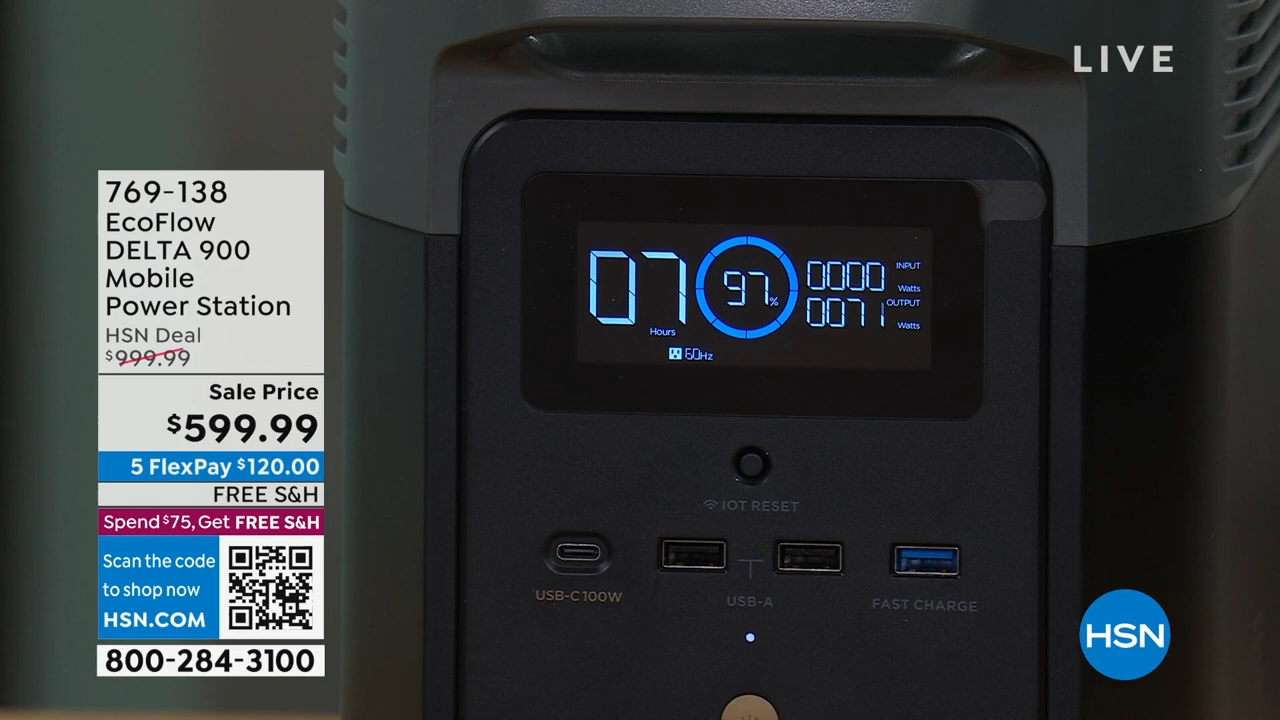 LIVE
769-138
EcoFlow
DELTA 900
Mobile
Power Station
HSN Deal
$999.99
Sale Price
$599.99
5 FlexPay $120.00
FREE S&H
Spend $75, Get FREE S&H
Scan the code
to shop now
HSN.COM
800-284-3100
07
Hours
97%
0000 INPUT
Watts
0071 OUTPUT
Watts
60Hz
IOT RESET
USB-C 100W
USB-A
FAST CHARGE
HSN